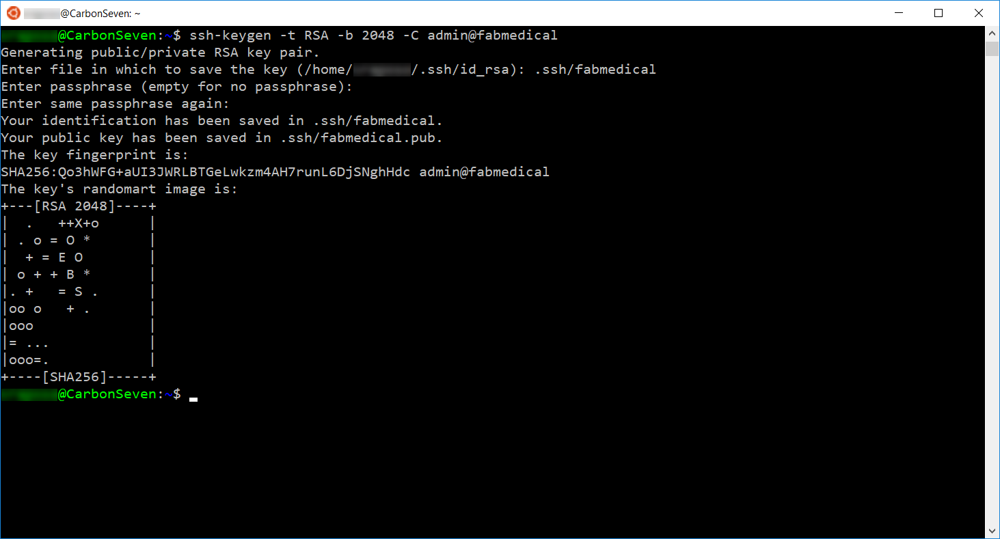 @CarbonSeven: ~
@CarbonSeven:~$ ssh-keygen -t RSA -b 2048 -C admin@fabmedical
Generating public/private RSA key pair.
Enter file in which to save the key (/home/ /.ssh/id_rsa): .ssh/fabmedical
Enter passphrase (empty for no passphrase):
Enter same passphrase again:
Your identification has been saved in .ssh/fabmedical.
Your public key has been saved in .ssh/fabmedical.pub.
The key fingerprint is:
SHA256:Qo3hWFG+aUI3JWRLBTGeLwkzm4AH7runL6DjSNghHdc admin@fabmedical
The key's randomart image is:
+---[RSA 2048]----+
|  .   ++X+o      |
| . o = O *       |
|  + = E O        |
| o + + B *       |
|. +   = S .      |
|oo o   + .       |
|ooo              |
|= ...            |
|ooo=.            |
+----[SHA256]-----+
@CarbonSeven:~$